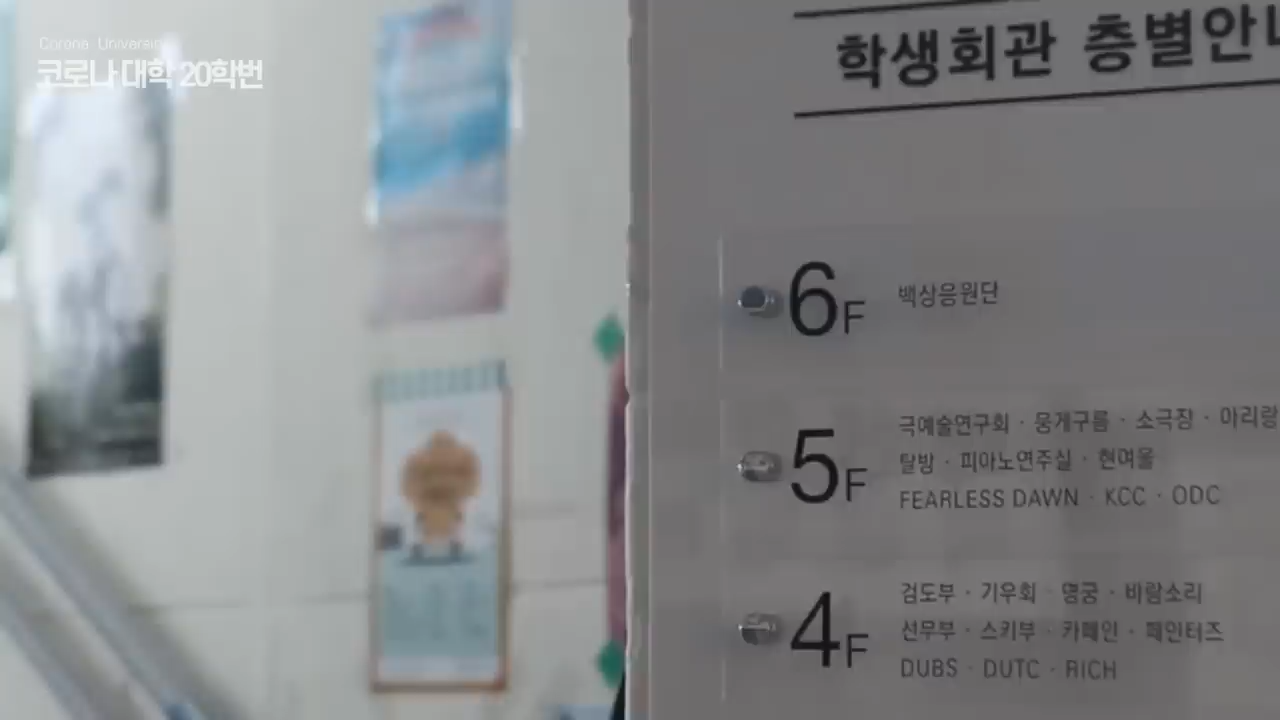 Corona University
코로나 대학 20학번
학생회관 층별안내
6F 백상응원단
5F 극예술연구회 · 뭉게구름 · 소극장 · 아리랑
탈방 · 피아노연주실 · 현여울
FEARLESS DAWN · KCC · ODC
4F 검도부 · 기우회 · 명궁 · 바람소리
선무부 · 스키부 · 카페인 · 페인터즈
DUBS · DUTC · RICH